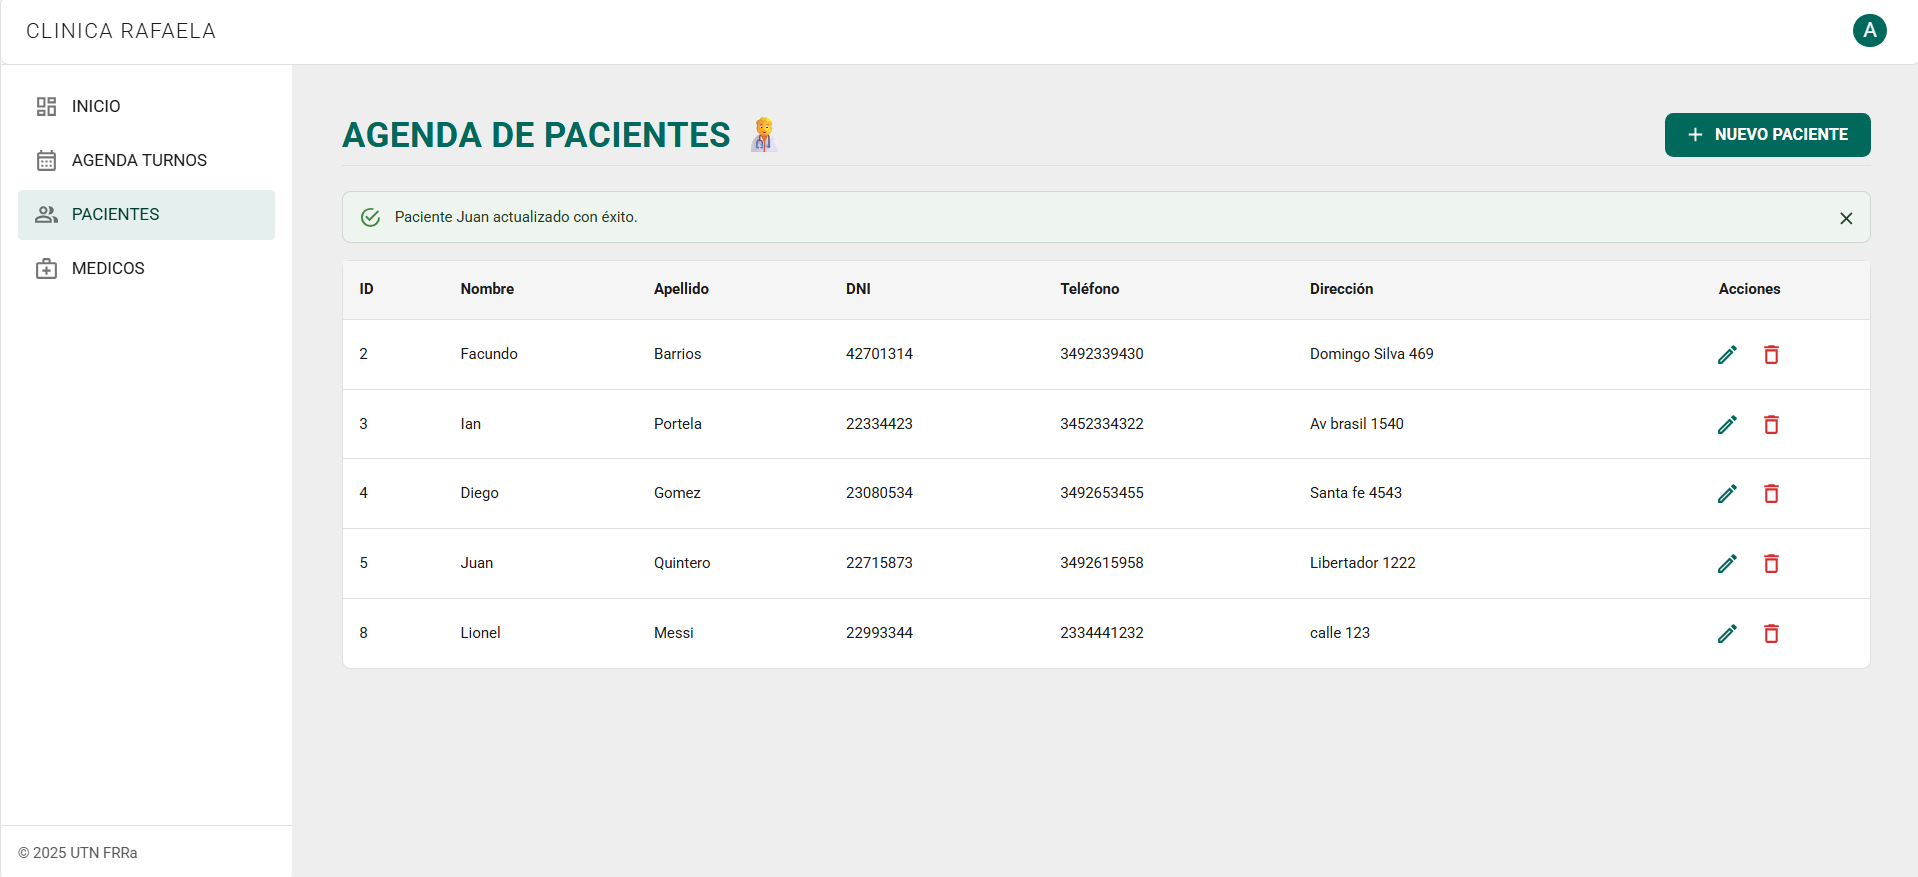 CLINICA RAFAELA
A
INICIO
AGENDA TURNOS
PACIENTES
MEDICOS
© 2025 UTN FRRa
AGENDA DE PACIENTES
NUEVO PACIENTE
Paciente Juan actualizado con éxito.
ID Nombre Apellido DNI Teléfono Dirección Acciones
2 Facundo Barrios 42701314 3492339430 Domingo Silva 469
3 Ian Portela 22334423 3452334322 Av brasil 1540
4 Diego Gomez 23080534 3492653455 Santa fe 4543
5 Juan Quintero 22715873 3492615958 Libertador 1222
8 Lionel Messi 22993344 2334441232 calle 123